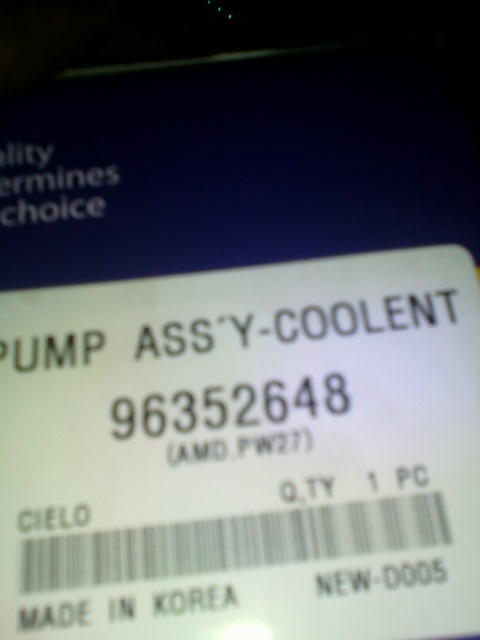 ality
ermines
choice
PUMP ASS'Y-COOLENT
96352648
(AMD.PW27)
Q,TY 1 PC
CIELO
MADE IN KOREA
NEW-D005